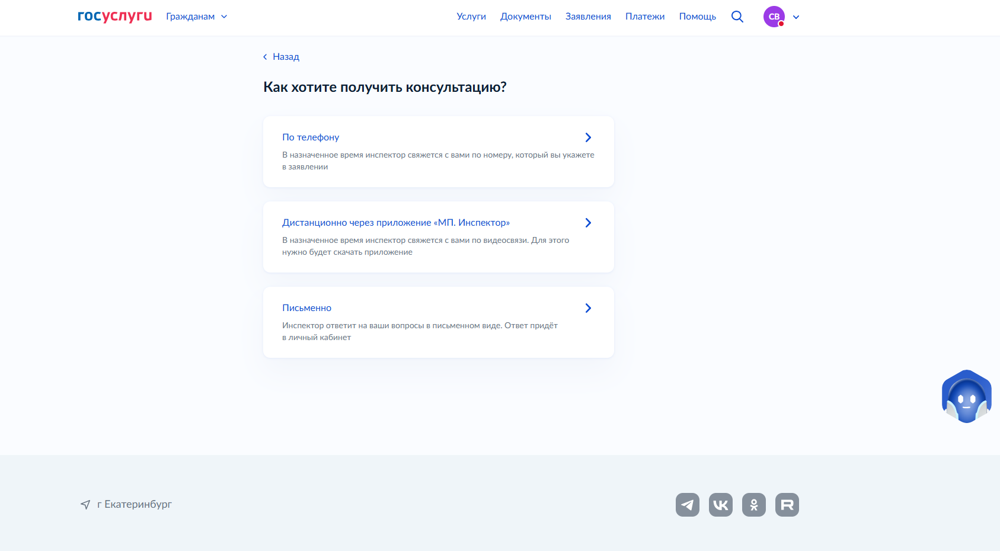 госуслуги
Гражданам
Услуги
Документы
Заявления
Платежи
Помощь
СВ
Назад
Как хотите получить консультацию?
По телефону
В назначенное время инспектор свяжется с вами по номеру, который вы укажете
в заявлении
Дистанционно через приложение «МП. Инспектор»
В назначенное время инспектор свяжется с вами по видеосвязи. Для этого
нужно будет скачать приложение
Письменно
Инспектор ответит на ваши вопросы в письменном виде. Ответ придёт
в личный кабинет
г Екатеринбург